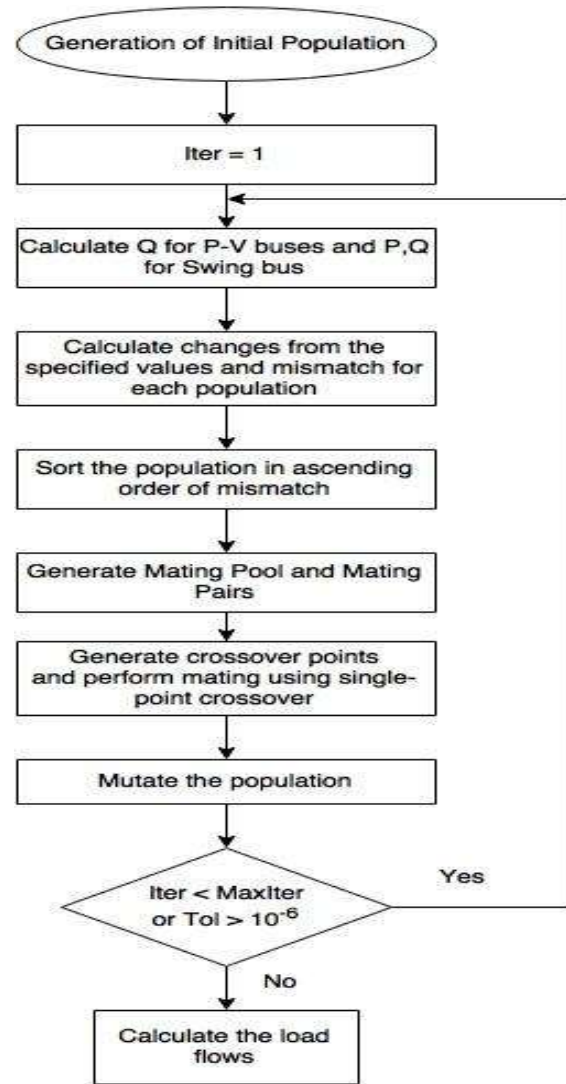 Generation of Initial Population
Iter = 1
Calculate Q for P-V buses and P,Q
for Swing bus
Calculate changes from the
specified values and mismatch for
each population
Sort the population in ascending
order of mismatch
Generate Mating Pool and Mating
Pairs
Generate crossover points
and perform mating using single-
point crossover
Mutate the population
Iter < MaxIter
or Tol > 10⁻⁶
Yes
No
Calculate the load
flows